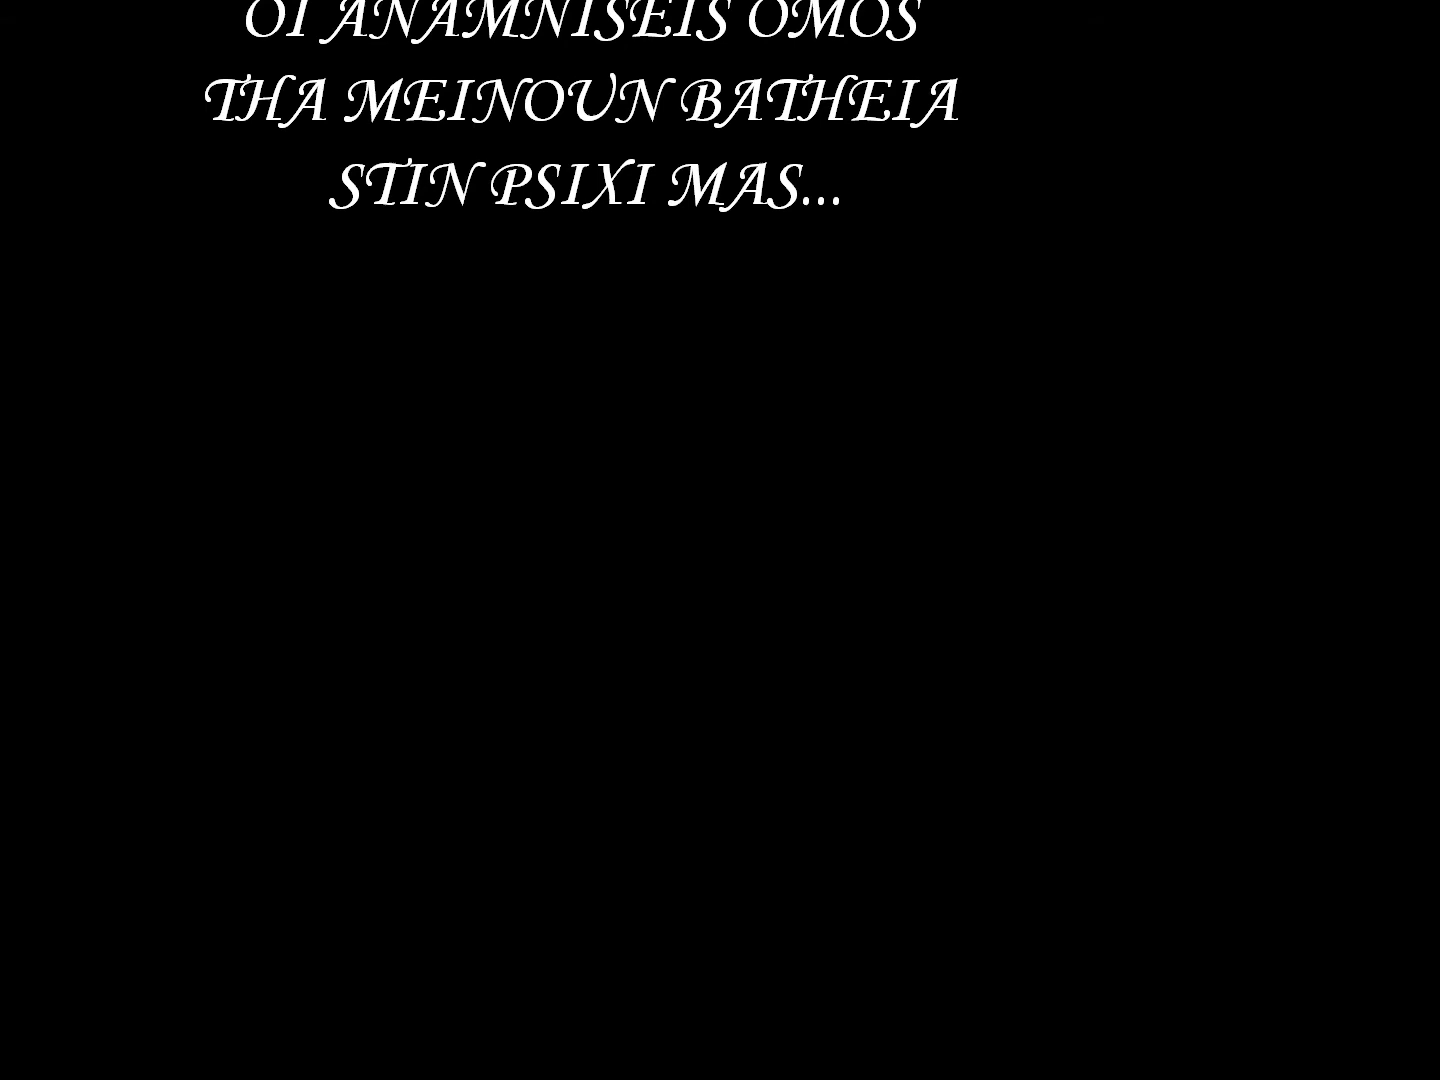 OI ANAMNISEIS OMOS
THA MEINOUN BATHEIA
STIN PSIXI MAS...